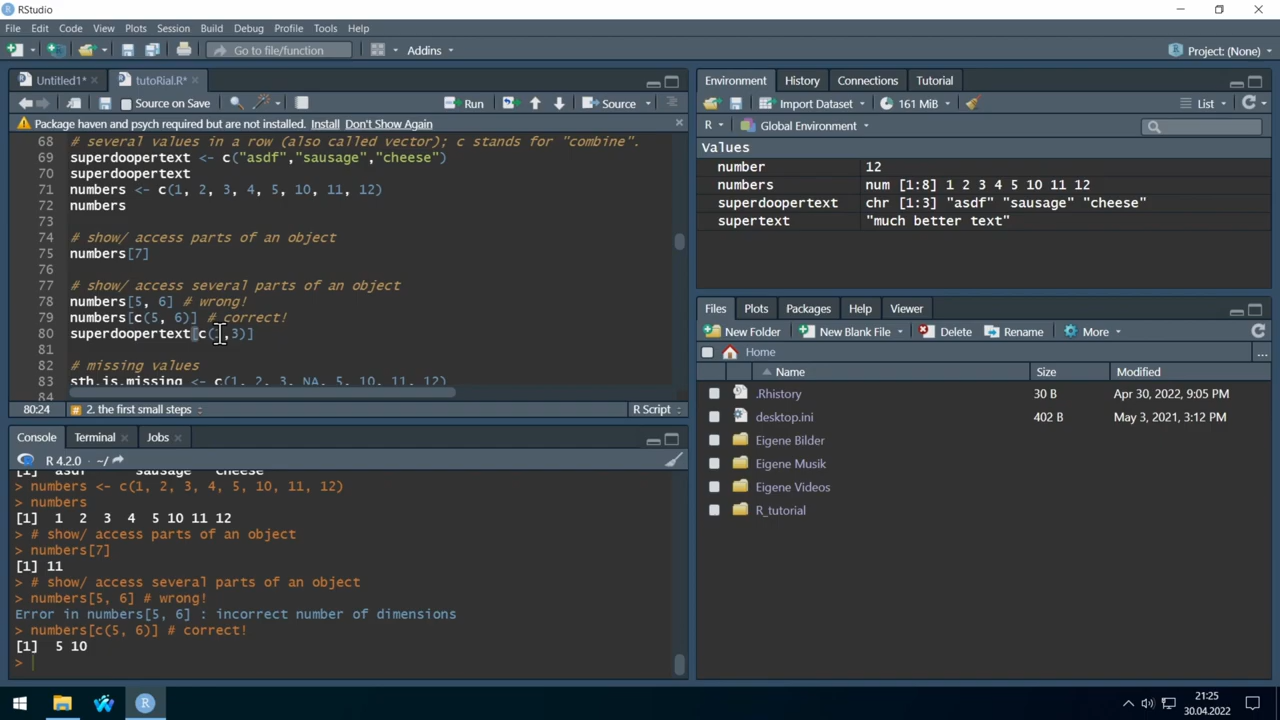 RStudio
File Edit Code View Plots Session Build Debug Profile Tools Help
Go to file/function Addins Project: (None)
Untitled1* tutoRial.R*
Source on Save Run Source
Package haven and psych required but are not installed. Install Don't Show Again
68 # several values in a row (also called vector); c stands for "combine".
69 superdoopertext <- c("asdf","sausage","cheese")
70 superdoopertext
71 numbers <- c(1, 2, 3, 4, 5, 10, 11, 12)
72 numbers
73
74 # show/ access parts of an object
75 numbers[7]
76
77 # show/ access several parts of an object
78 numbers[5, 6] # wrong!
79 numbers[c(5, 6)] # correct!
80 superdoopertext[c( ,3)]
81
82 # missing values
83 sth.is.missing <- c(1, 2, 3, NA, 5, 10, 11, 12)
84
80:24 # 2. the first small steps R Script
Console Terminal Jobs
R 4.2.0 · ~/
[1] "asdf" "sausage" "cheese"
> numbers <- c(1, 2, 3, 4, 5, 10, 11, 12)
> numbers
[1] 1 2 3 4 5 10 11 12
> # show/ access parts of an object
> numbers[7]
[1] 11
> # show/ access several parts of an object
> numbers[5, 6] # wrong!
Error in numbers[5, 6] : incorrect number of dimensions
> numbers[c(5, 6)] # correct!
[1] 5 10
>
Environment History Connections Tutorial
Import Dataset 161 MiB List
R Global Environment
Values
number 12
numbers num [1:8] 1 2 3 4 5 10 11 12
superdoopertext chr [1:3] "asdf" "sausage" "cheese"
supertext "much better text"
Files Plots Packages Help Viewer
New Folder New Blank File Delete Rename More
Home ...
Name Size Modified
.Rhistory 30 B Apr 30, 2022, 9:05 PM
desktop.ini 402 B May 3, 2021, 3:12 PM
Eigene Bilder
Eigene Musik
Eigene Videos
R_tutorial
21:25
30.04.2022